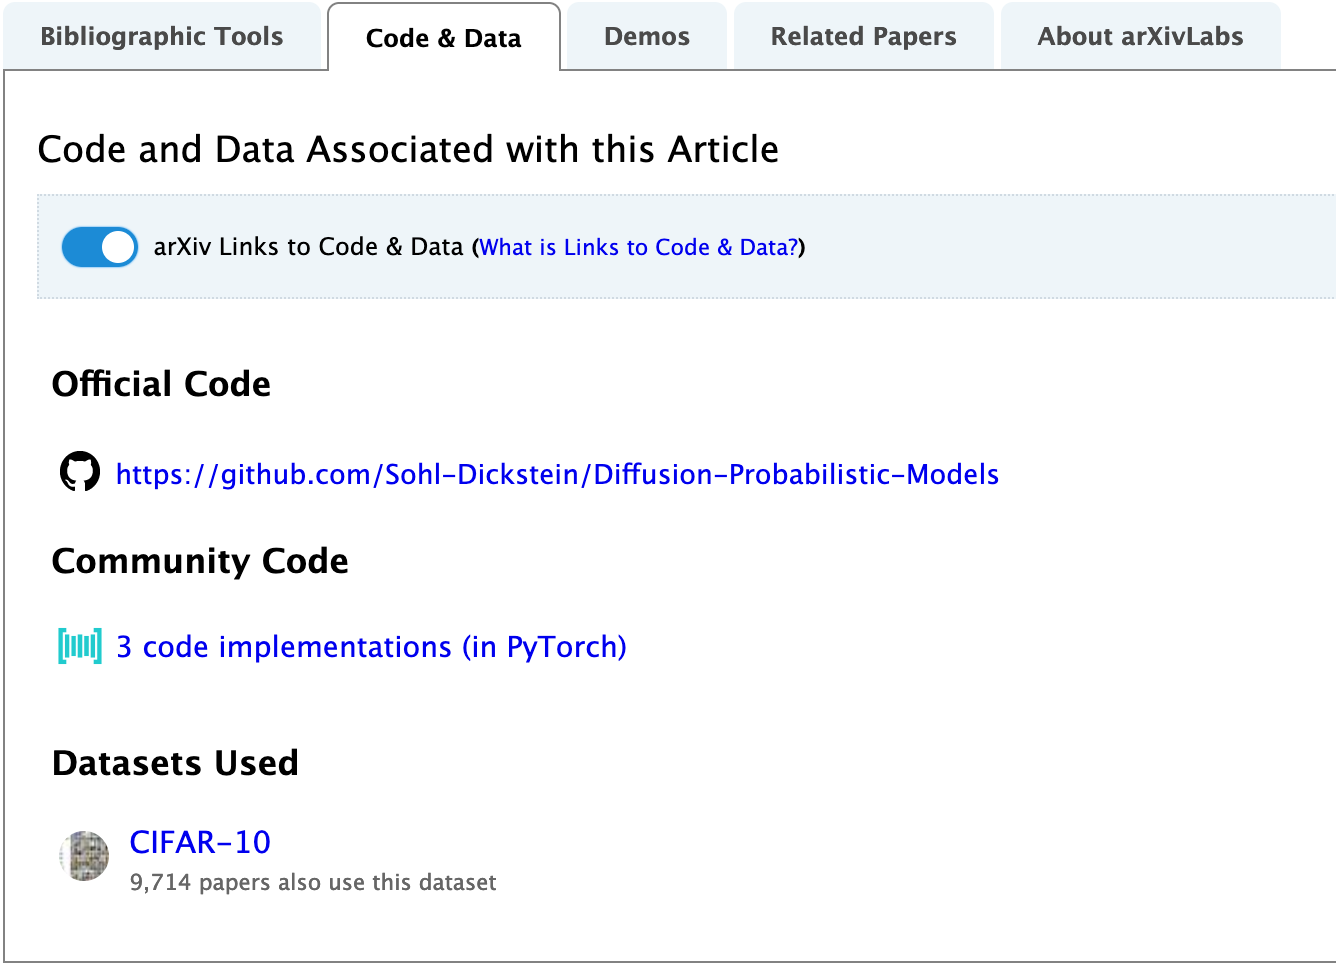 Bibliographic Tools
Code & Data
Demos
Related Papers
About arXivLabs
Code and Data Associated with this Article
arXiv Links to Code & Data (What is Links to Code & Data?)
Official Code
https://github.com/Sohl-Dickstein/Diffusion-Probabilistic-Models
Community Code
3 code implementations (in PyTorch)
Datasets Used
CIFAR-10
9,714 papers also use this dataset